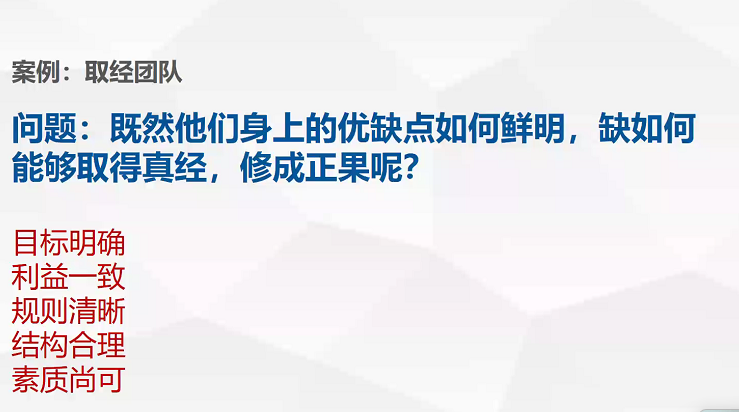 案例：取经团队
问题：既然他们身上的优缺点如何鲜明，缺如何
能够取得真经，修成正果呢？
目标明确
利益一致
规则清晰
结构合理
素质尚可